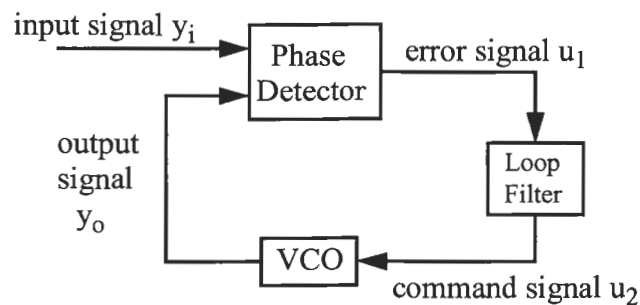 input signal yi
Phase
Detector
error signal u1
Loop
Filter
command signal u2
VCO
output
signal
yo